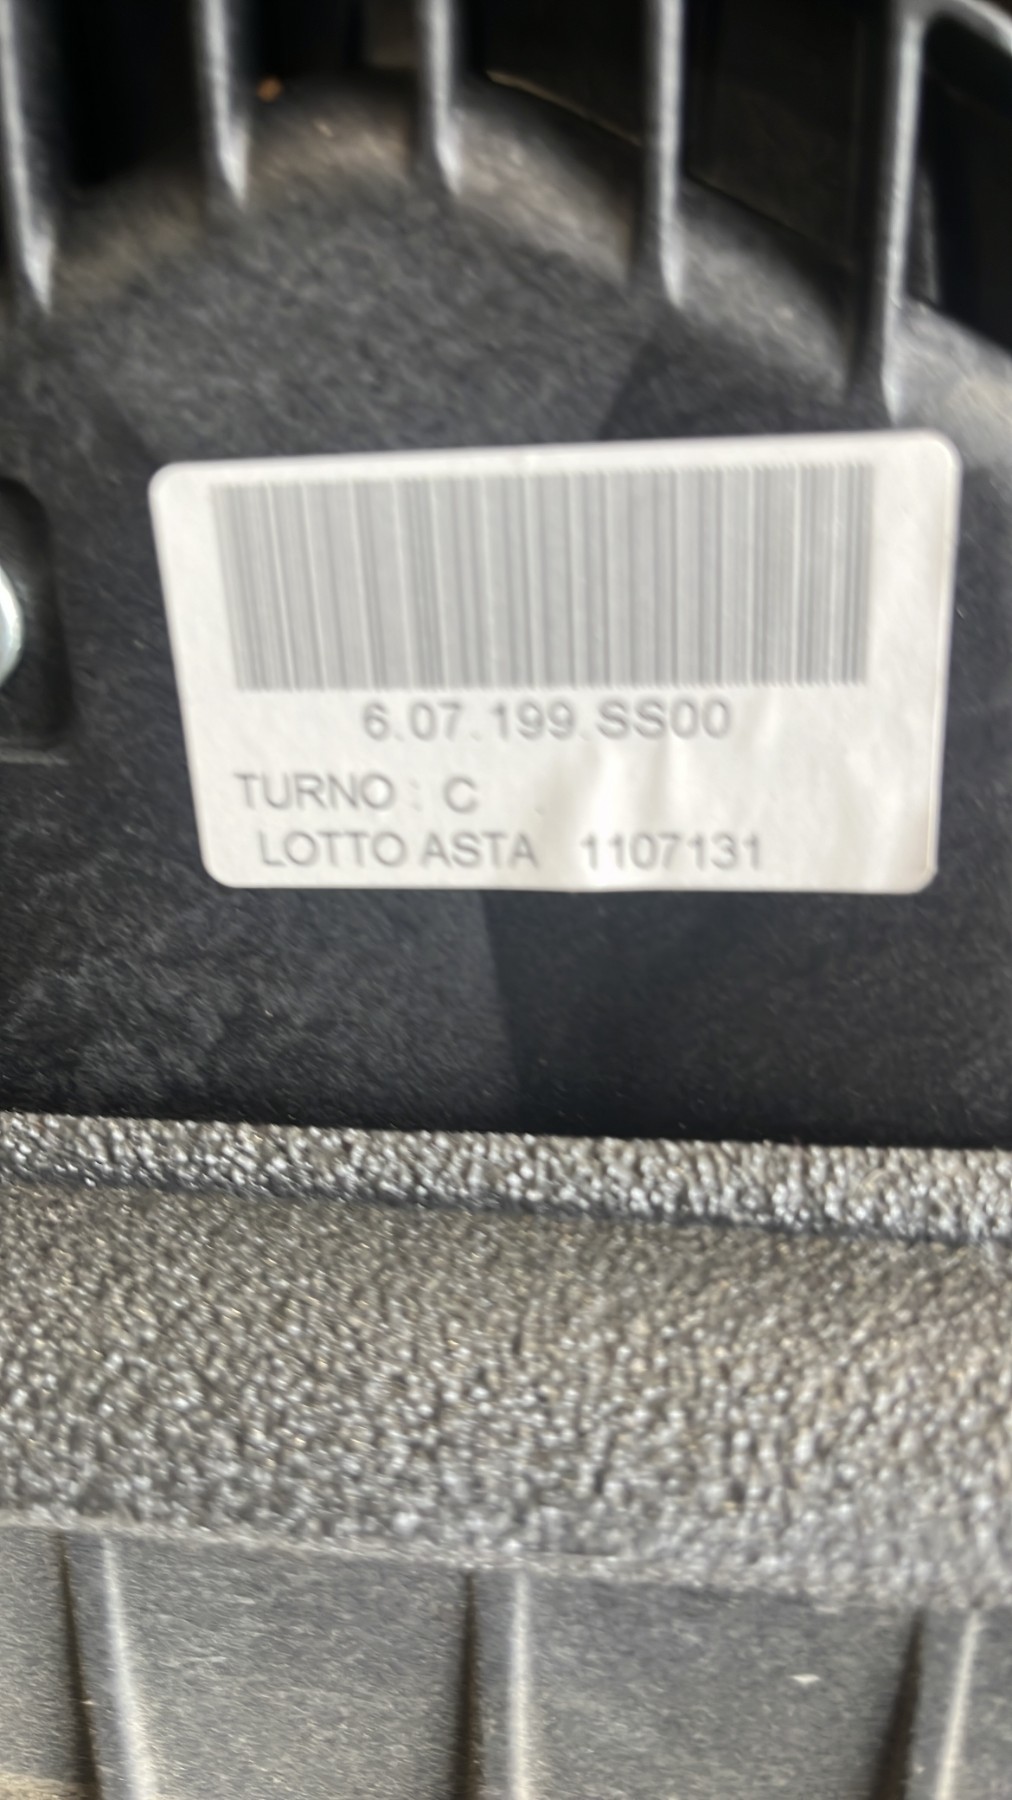 6.07.199.SS00
TURNO : C
LOTTO ASTA 1107131